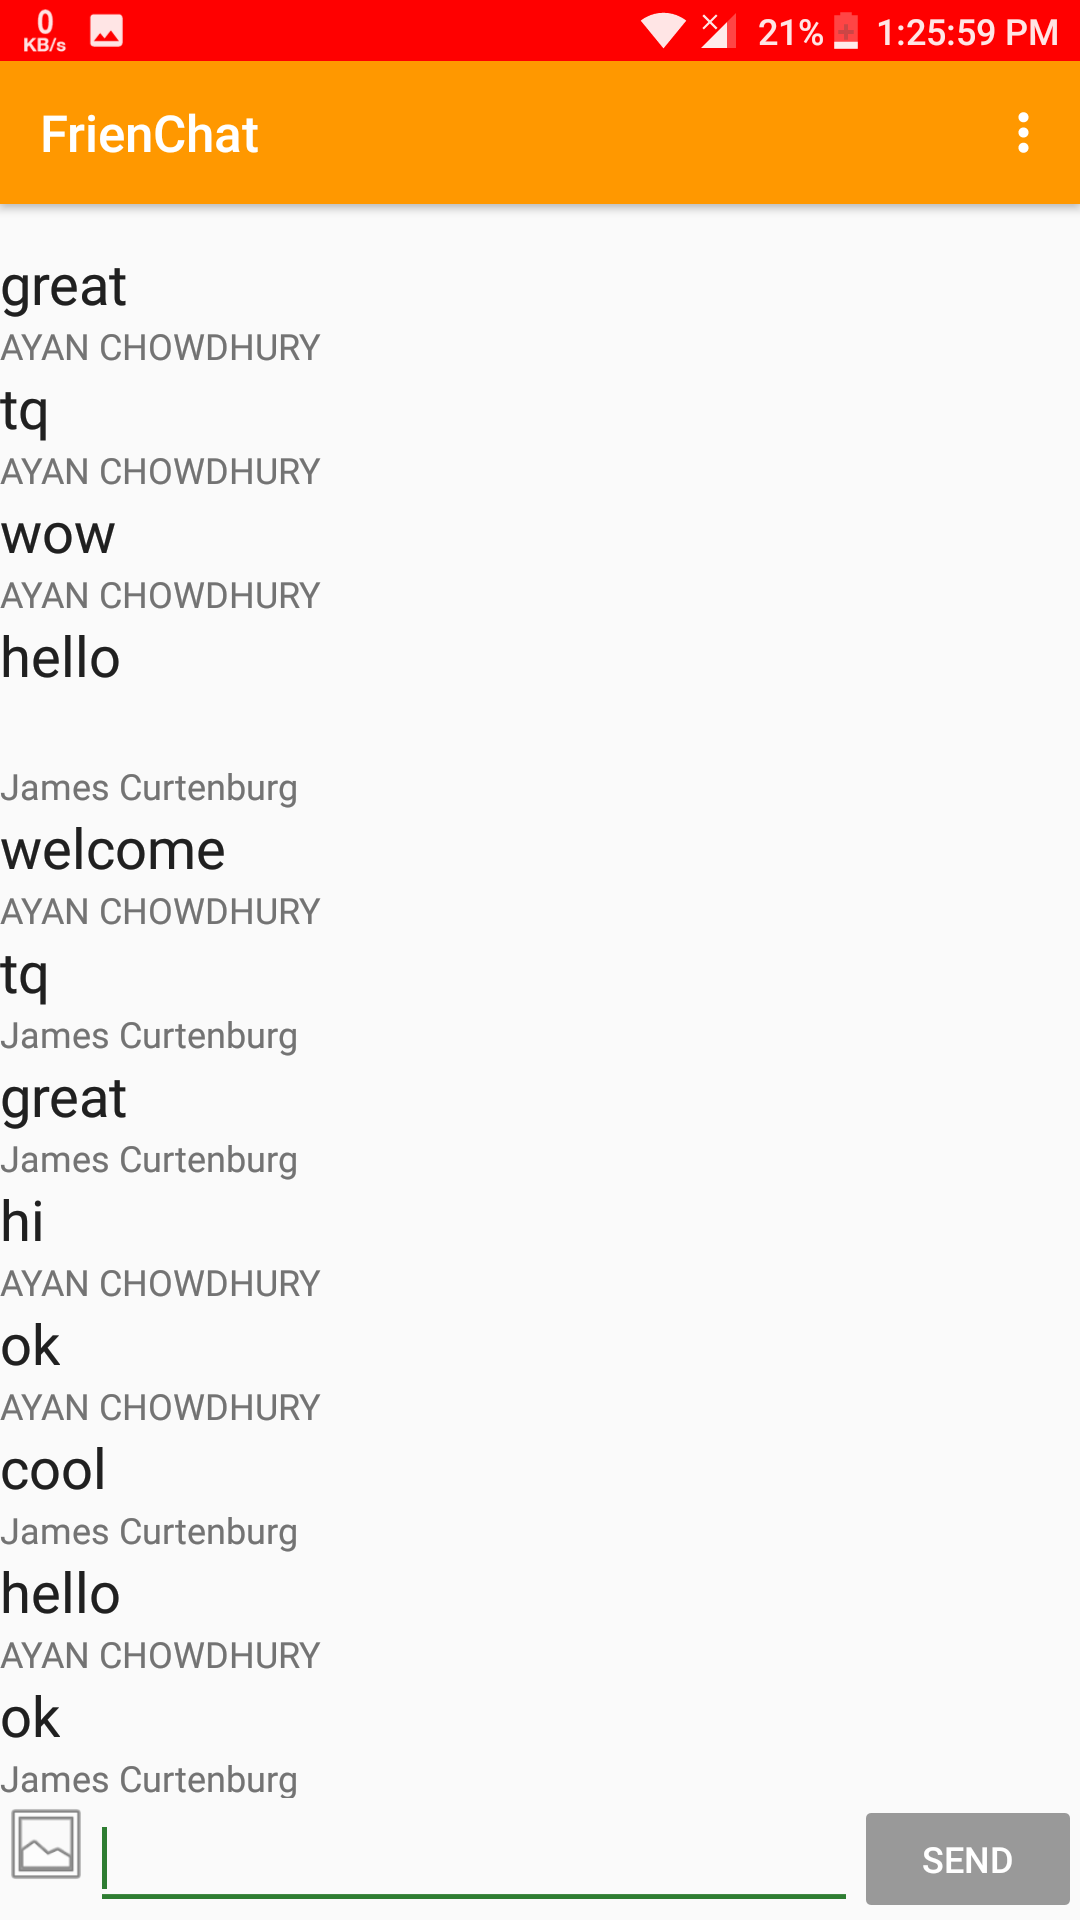 0
KB/s
21% 1:25:59 PM
FrienChat
great
AYAN CHOWDHURY
tq
AYAN CHOWDHURY
wow
AYAN CHOWDHURY
hello
James Curtenburg
welcome
AYAN CHOWDHURY
tq
James Curtenburg
great
James Curtenburg
hi
AYAN CHOWDHURY
ok
AYAN CHOWDHURY
cool
James Curtenburg
hello
AYAN CHOWDHURY
ok
James Curtenburg
SEND